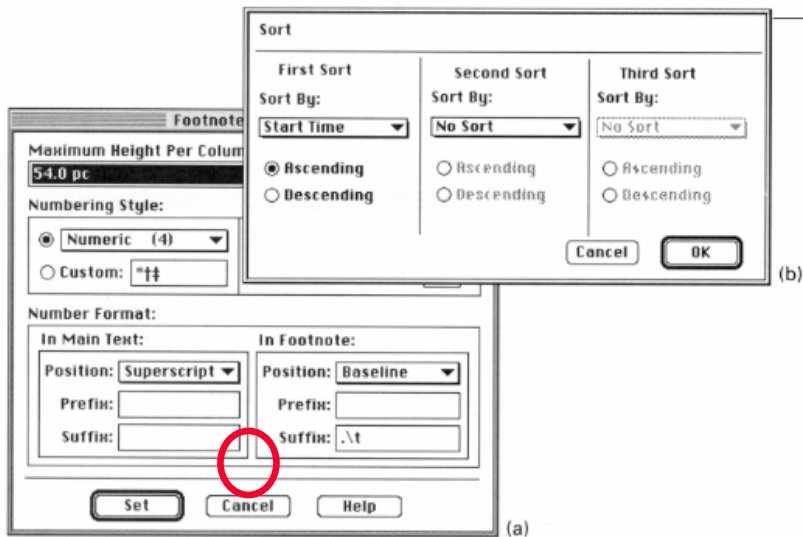 Sort
First Sort Second Sort Third Sort
Sort By: Sort By: Sort By:
Start Time No Sort No Sort
Ascending Ascending Ascending
Descending Descending Descending
Cancel OK
(b)
Footnote
Maximum Height Per Colum
54.0 pc
Numbering Style:
Numeric (4)
Custom: *†‡
Number Format:
In Main Text: In Footnote:
Position: Superscript Position: Baseline
Prefix: Prefix:
Suffix: Suffix: .\t
Set Cancel Help
(a)